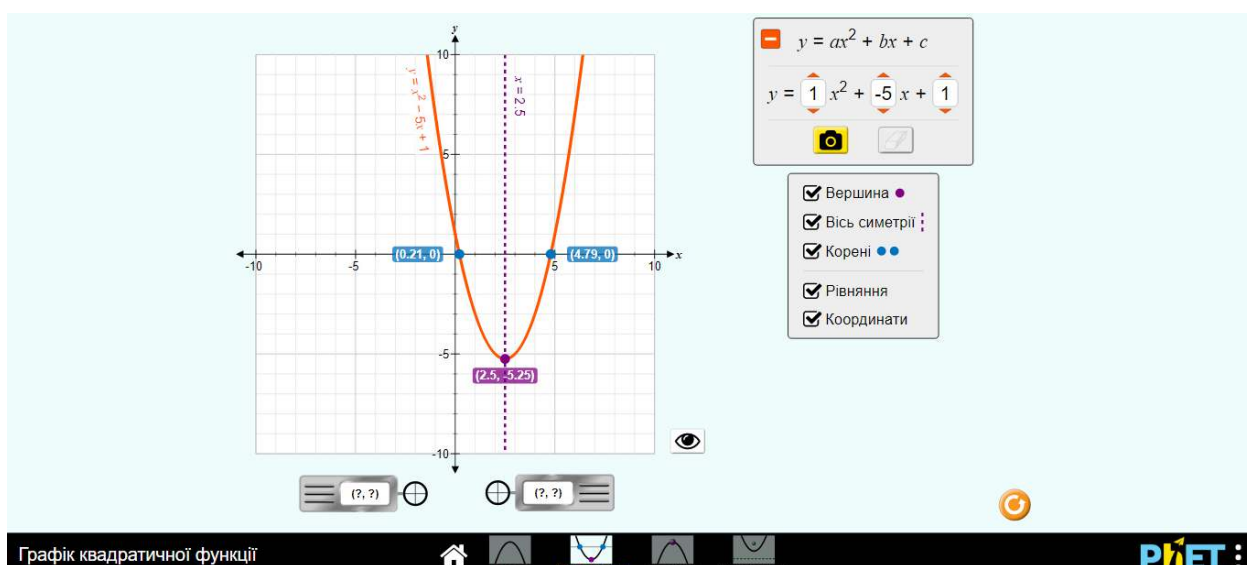 y
10
y = x² − 5x + 1
x = 2.5
5
(0.21, 0)
(4.79, 0)
x
-10
-5
5
10
-5
(2.5, -5.25)
-10
(?, ?)
(?, ?)
y = ax² + bx + c
y = 1 x² + -5 x + 1
Вершина
Вісь симетрії
Корені
Рівняння
Координати
Графік квадратичної функції
PhET